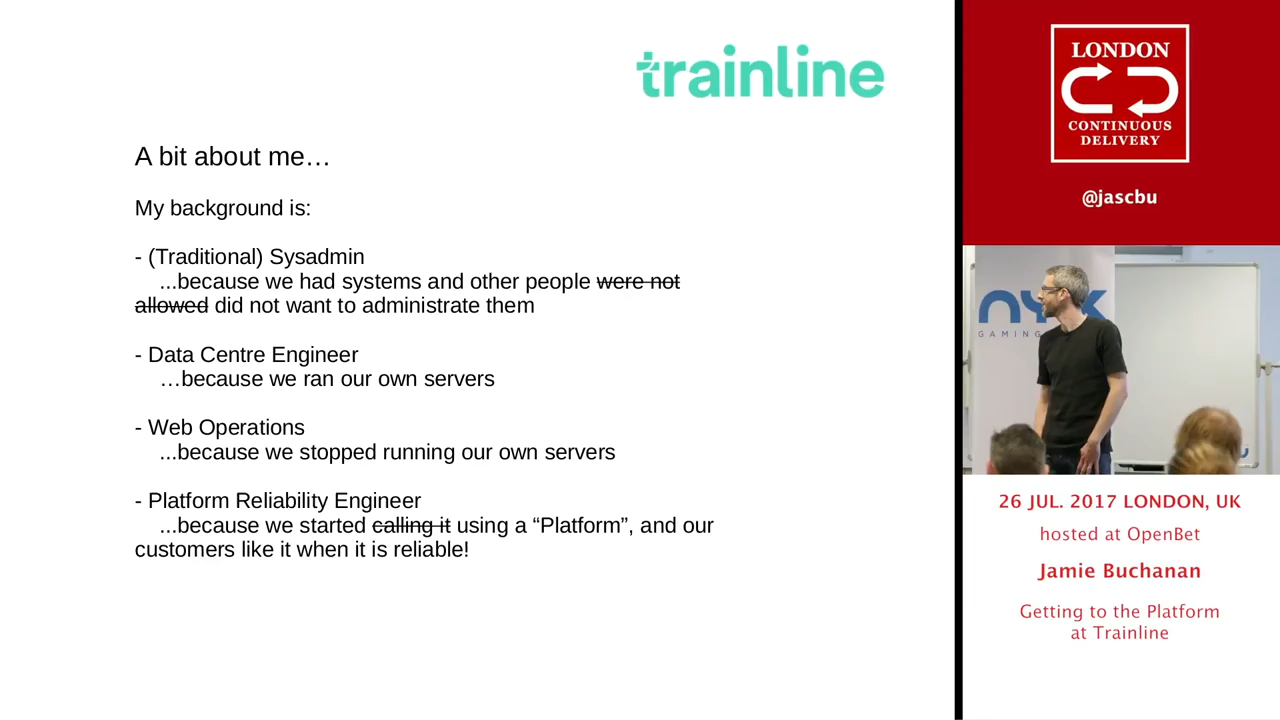 trainline
A bit about me…
My background is:
- (Traditional) Sysadmin
...because we had systems and other people were not
allowed did not want to administrate them
- Data Centre Engineer
…because we ran our own servers
- Web Operations
...because we stopped running our own servers
- Platform Reliability Engineer
...because we started calling it using a “Platform”, and our
customers like it when it is reliable!
LONDON
CONTINUOUS
DELIVERY
@jascbu
NYX
GAMING
26 JUL. 2017 LONDON, UK
hosted at OpenBet
Jamie Buchanan
Getting to the Platform
at Trainline